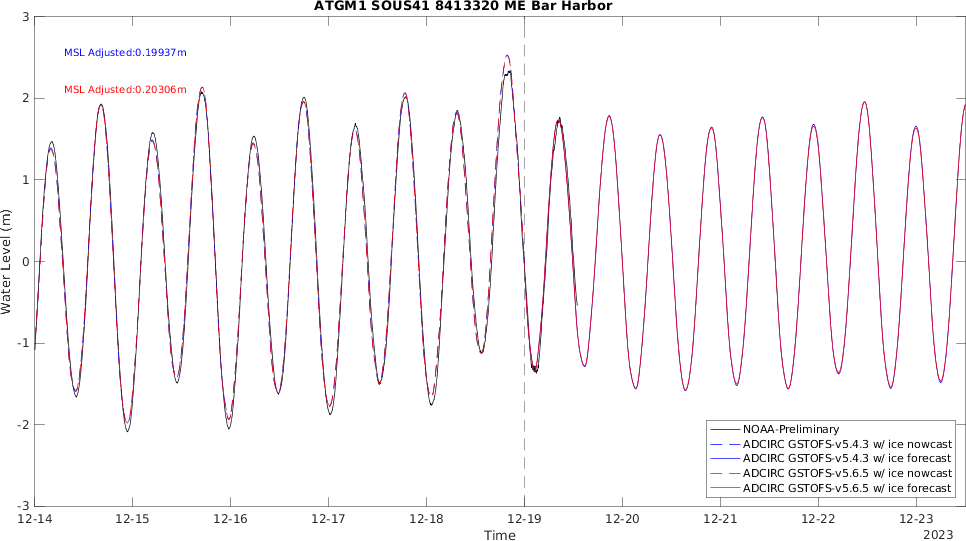 ATGM1 SOUS41 8413320 ME Bar Harbor
3
MSL Adjusted:0.19937m
MSL Adjusted:0.20306m
2
1
0
-1
-2
-3
Water Level (m)
NOAA-Preliminary
ADCIRC GSTOFS-v5.4.3 w/ ice nowcast
ADCIRC GSTOFS-v5.4.3 w/ ice forecast
ADCIRC GSTOFS-v5.6.5 w/ ice nowcast
ADCIRC GSTOFS-v5.6.5 w/ ice forecast
12-14 12-15 12-16 12-17 12-18 12-19 12-20 12-21 12-22 12-23
Time
2023